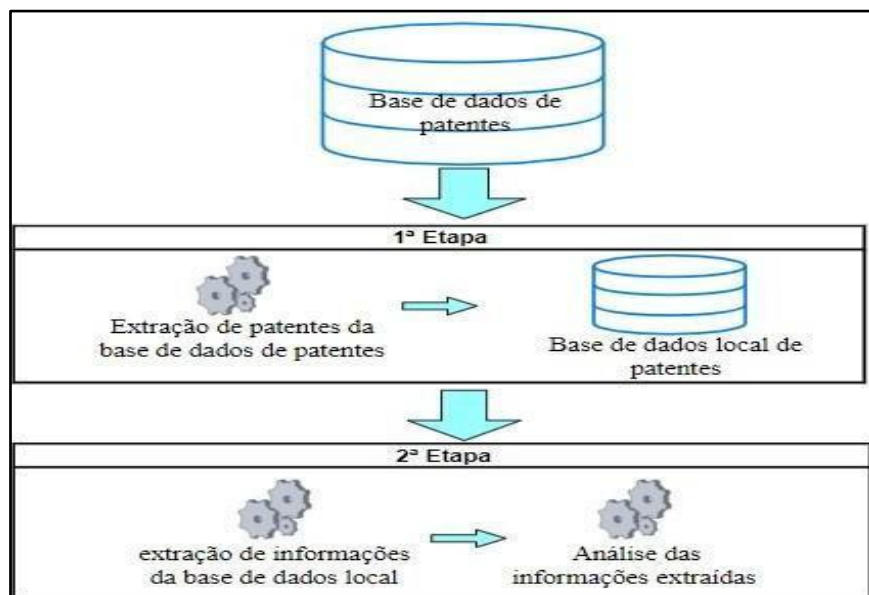 Base de dados de
patentes
1ª Etapa
Extração de patentes da
base de dados de patentes
Base de dados local de
patentes
2ª Etapa
extração de informações
da base de dados local
Análise das
informações extraídas